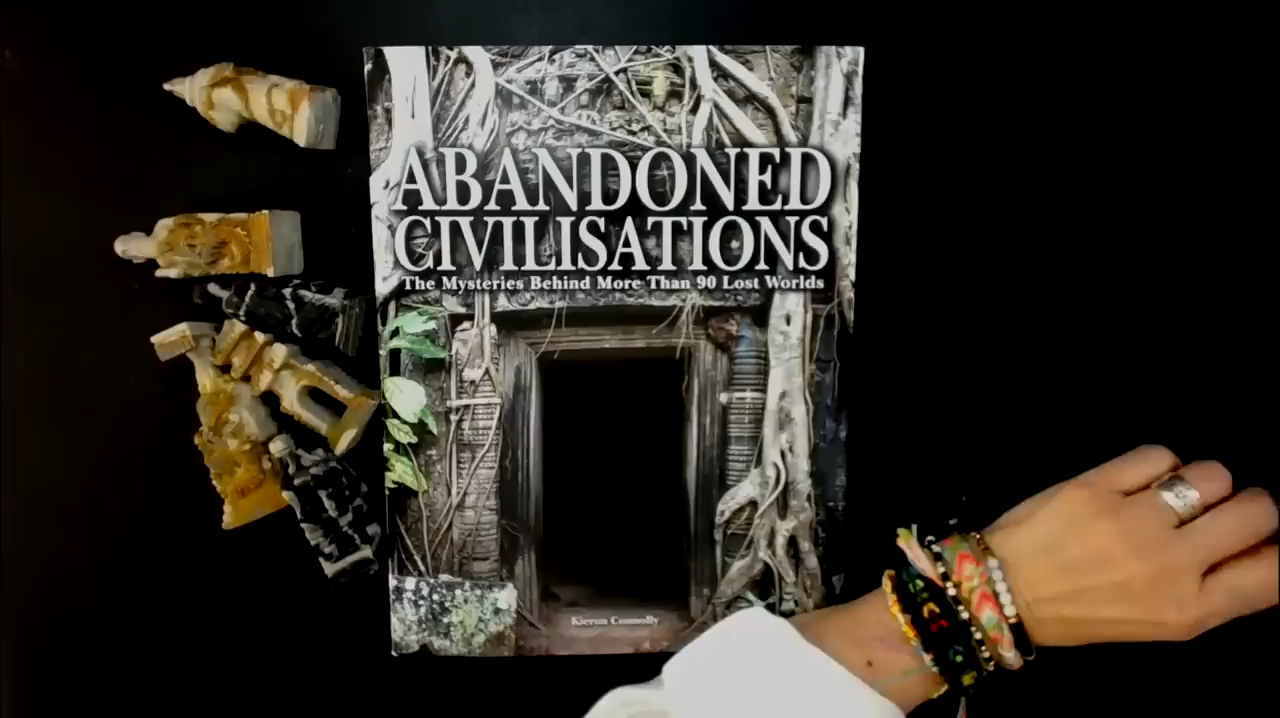 ABANDONED
CIVILISATIONS
The Mysteries Behind More Than 90 Lost Worlds
Kieron Connolly